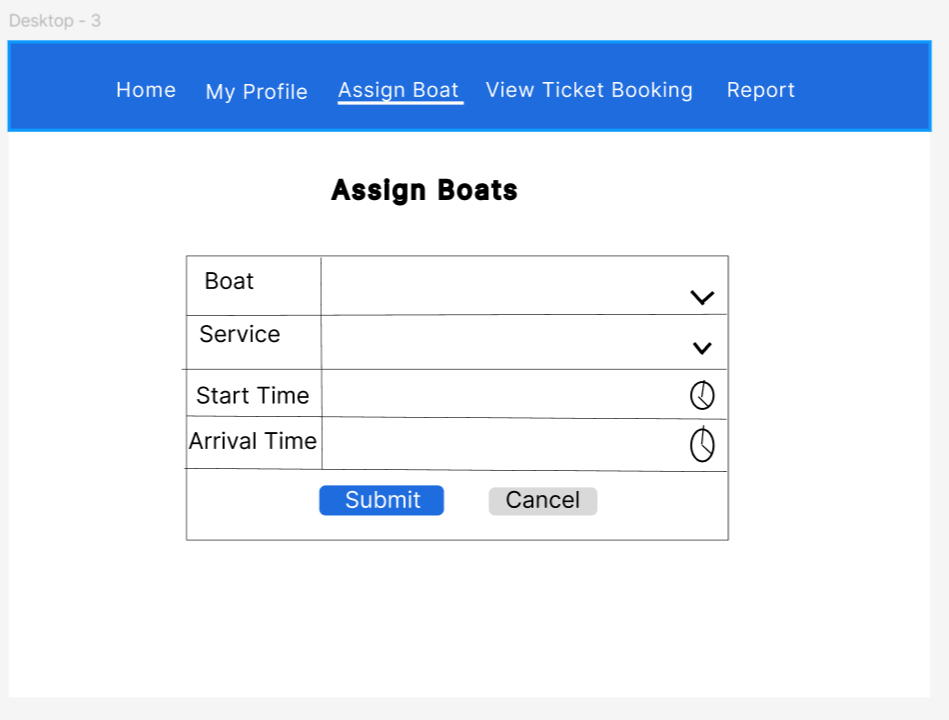 Desktop - 3
Home My Profile Assign Boat View Ticket Booking Report
Assign Boats
Boat
Service
Start Time
Arrival Time
Submit Cancel